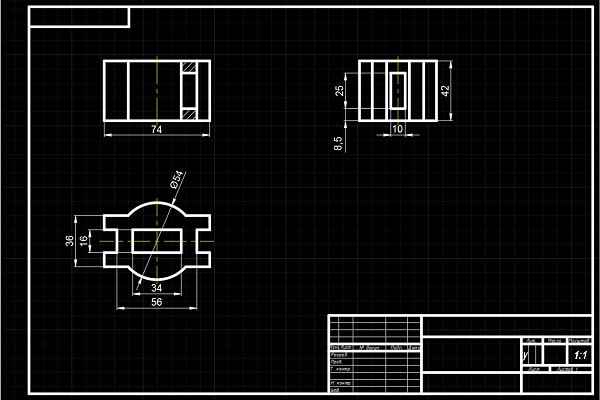 25
42
74
10
8,5
Ø54
36
16
34
56
Лит. Масса Масштаб
Изм. Лист № докум. Подп. Дата
Разраб.
у 1:1
Пров.
Т. контр.
Лист Листов 1
Н. контр.
Утв.